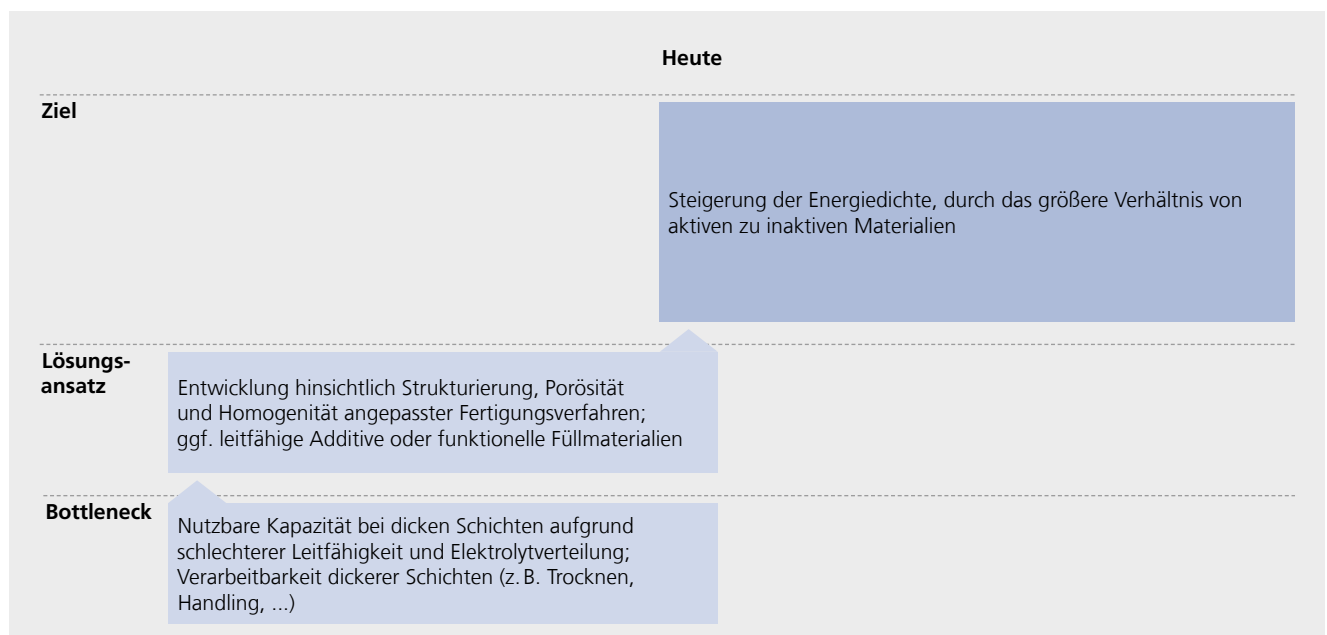 Heute
Ziel
Steigerung der Energiedichte, durch das größere Verhältnis von
aktiven zu inaktiven Materialien
Lösungs-
ansatz
Entwicklung hinsichtlich Strukturierung, Porösität
und Homogenität angepasster Fertigungsverfahren;
ggf. leitfähige Additive oder funktionelle Füllmaterialien
Bottleneck
Nutzbare Kapazität bei dicken Schichten aufgrund
schlechterer Leitfähigkeit und Elektrolytverteilung;
Verarbeitbarkeit dickerer Schichten (z. B. Trocknen,
Handling, ...)